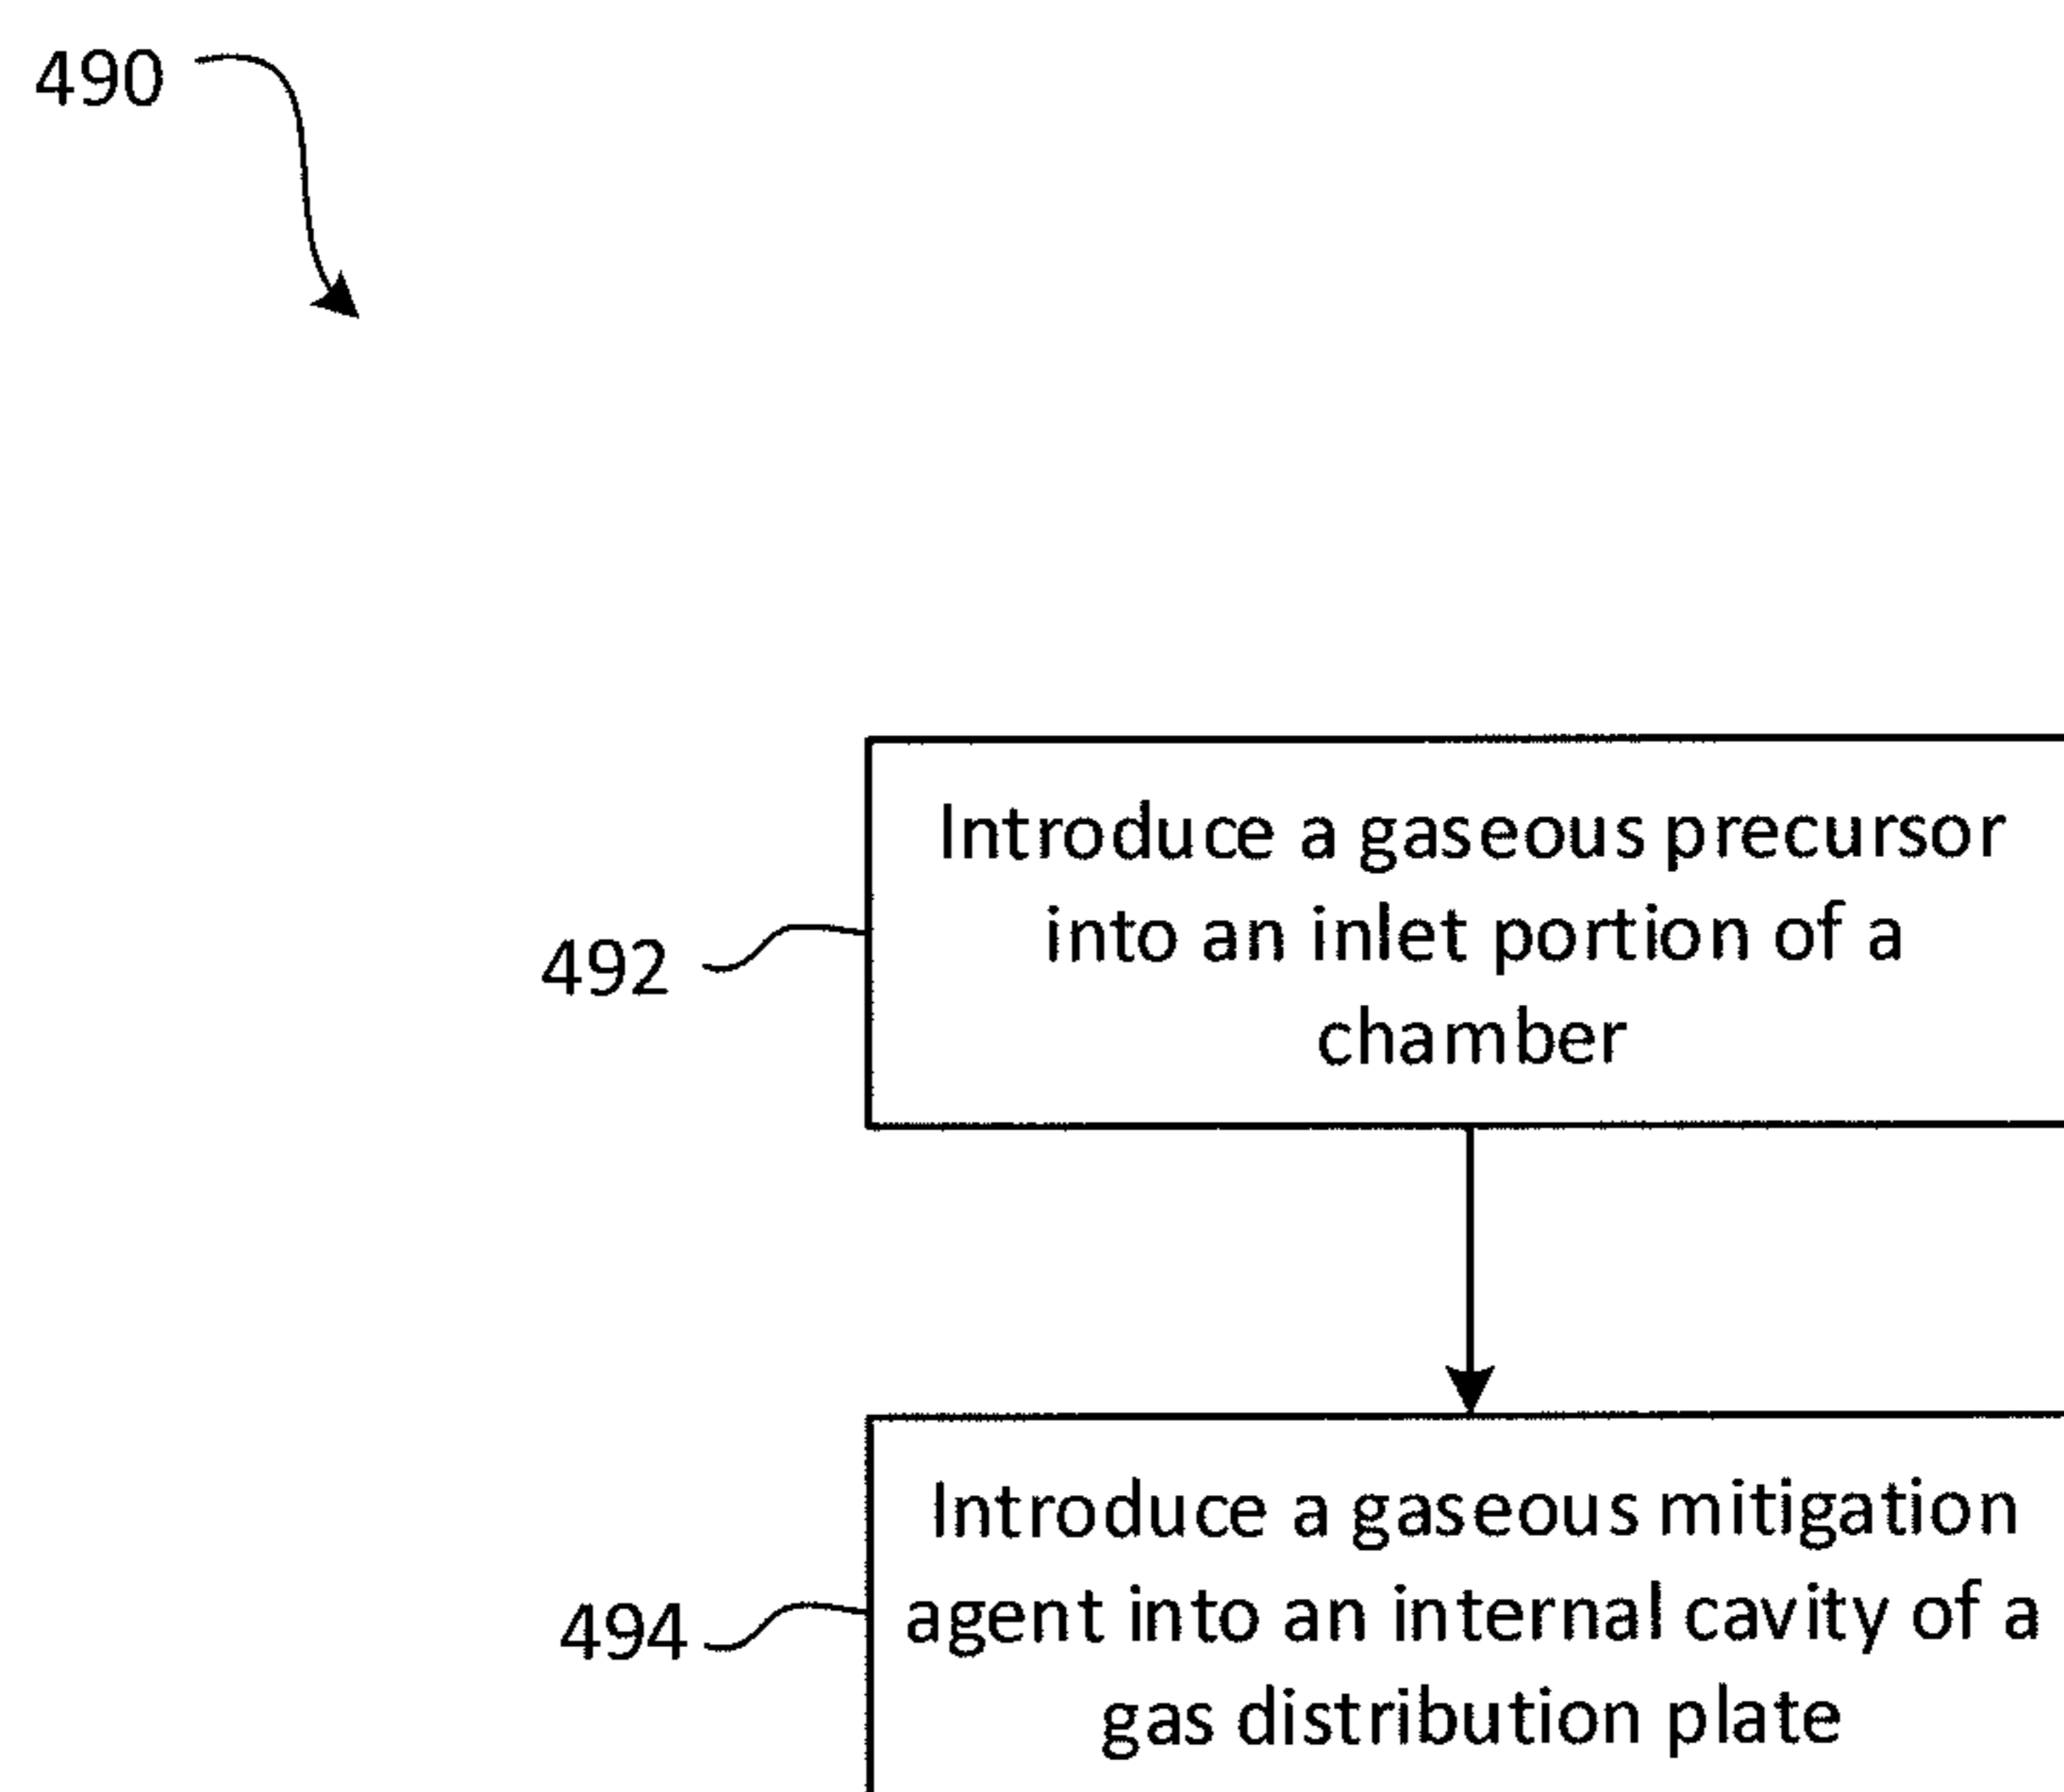 490
492
Introduce a gaseous precursor
into an inlet portion of a
chamber
494
Introduce a gaseous mitigation
agent into an internal cavity of a
gas distribution plate